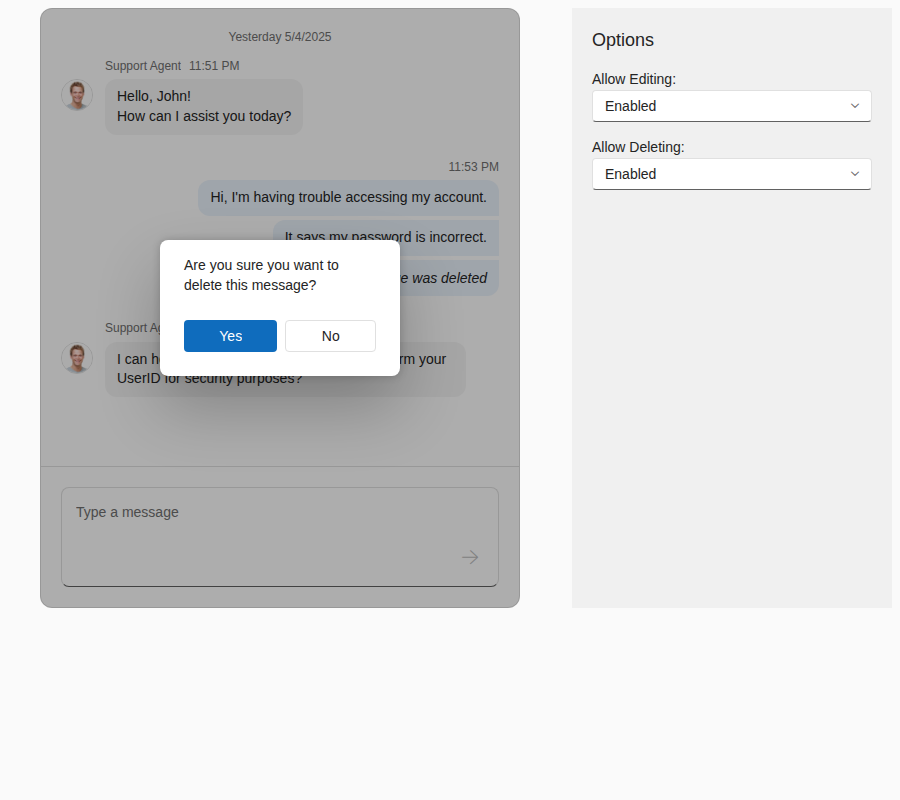 Yesterday 5/4/2025
Support Agent 11:51 PM
Hello, John!
How can I assist you today?
11:53 PM
Hi, I'm having trouble accessing my account.
It says my password is incorrect.
was deleted
Support
I can
your
UserID for security purposes?
Are you sure you want to
delete this message?
Yes
No
Type a message
Options
Allow Editing:
Enabled
Allow Deleting:
Enabled